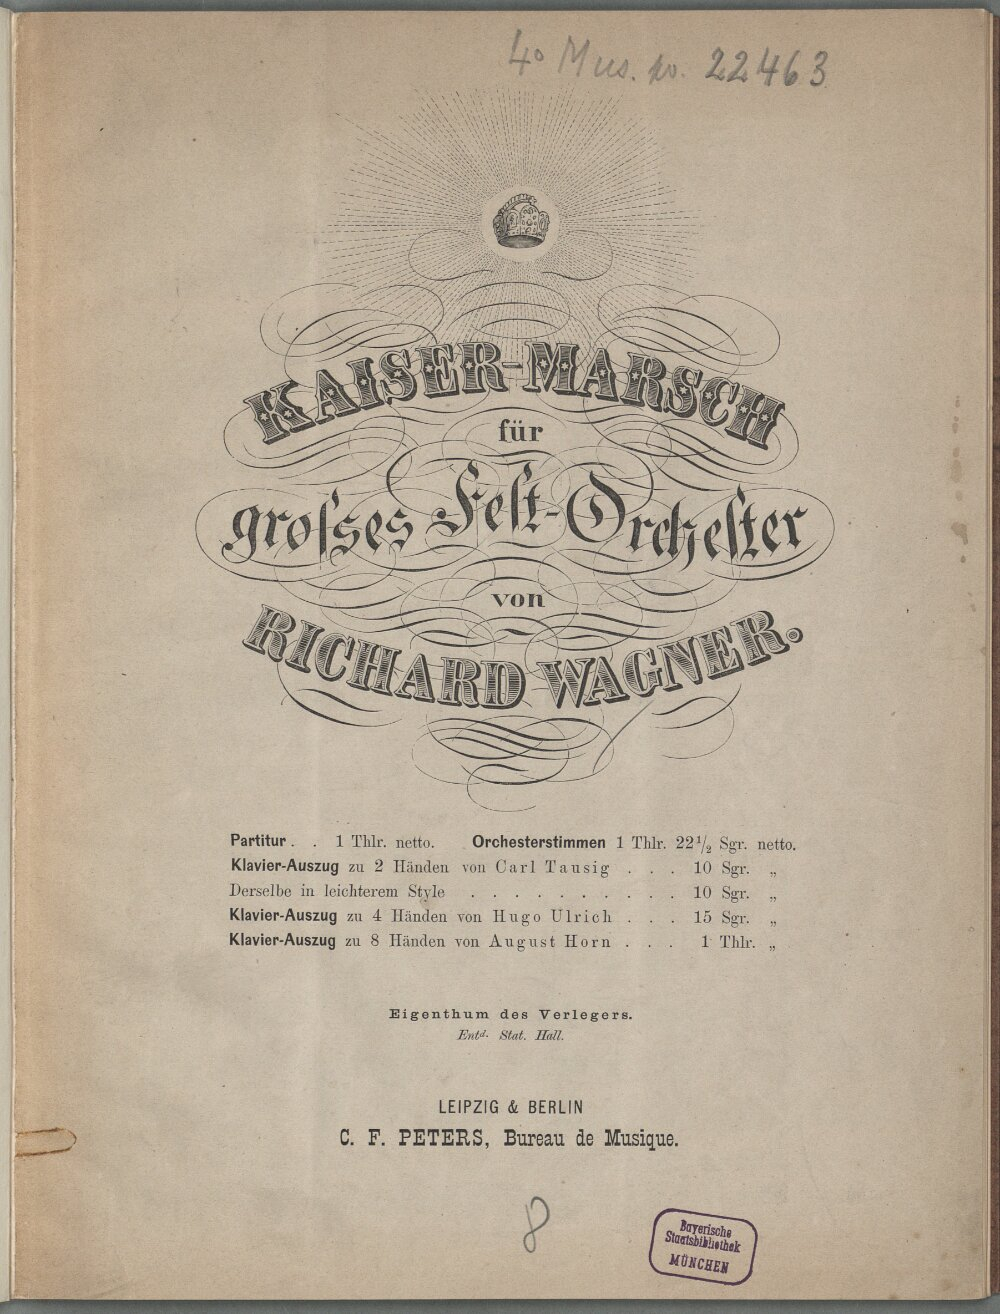 4° Mus. pr. 22463
KAISER-MARSCH
für
groſses Feſt-Orcheſter
von
RICHARD WAGNER.
Partitur . . 1 Thlr. netto. Orchesterstimmen 1 Thlr. 22 1/2 Sgr. netto.
Klavier-Auszug zu 2 Händen von Carl Tausig . . . 10 Sgr. „
Derselbe in leichterem Style . . . . . . . . . . 10 Sgr. „
Klavier-Auszug zu 4 Händen von Hugo Ulrich . . . 15 Sgr. „
Klavier-Auszug zu 8 Händen von August Horn . . . 1 Thlr. „
Eigenthum des Verlegers.
Entd. Stat. Hall.
LEIPZIG & BERLIN
C. F. PETERS, Bureau de Musique.
8
Bayerische
Staatsbibliothek
MÜNCHEN